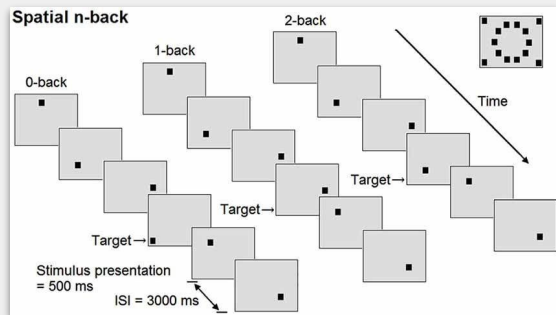 Spatial n-back
2-back
1-back
0-back
Time
Target→
Target→
Target→
Stimulus presentation
= 500 ms
ISI = 3000 ms